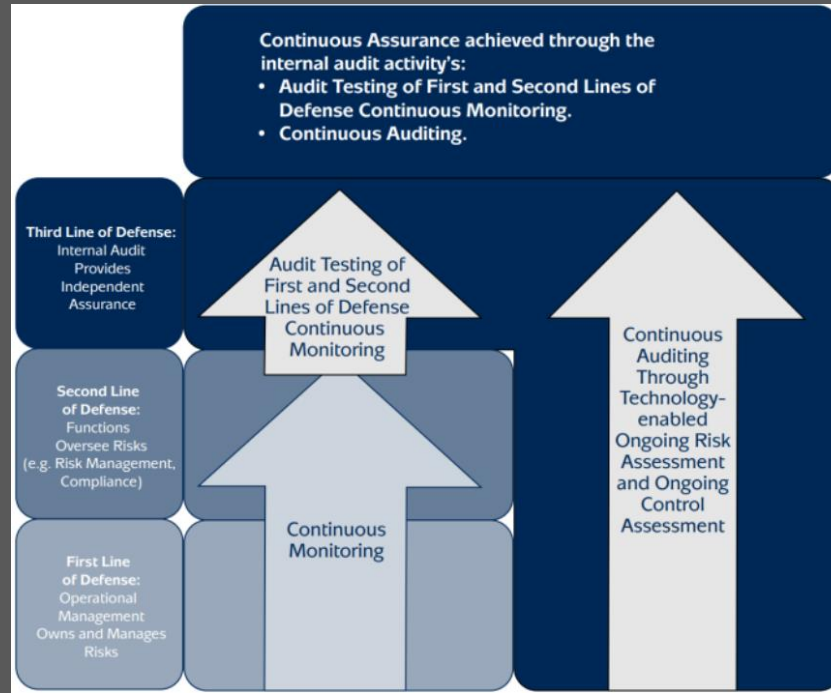 Continuous Assurance achieved through the
internal audit activity's:
• Audit Testing of First and Second Lines of
Defense Continuous Monitoring.
• Continuous Auditing.
Third Line of Defense:
Internal Audit
Provides
Independent
Assurance
Audit Testing of
First and Second
Lines of Defense
Continuous
Monitoring
Second Line
of Defense:
Functions
Oversee Risks
(e.g. Risk Management,
Compliance)
First Line
of Defense:
Operational
Management
Owns and Manages
Risks
Continuous
Monitoring
Continuous
Auditing
Through
Technology-
enabled
Ongoing Risk
Assessment
and Ongoing
Control
Assessment